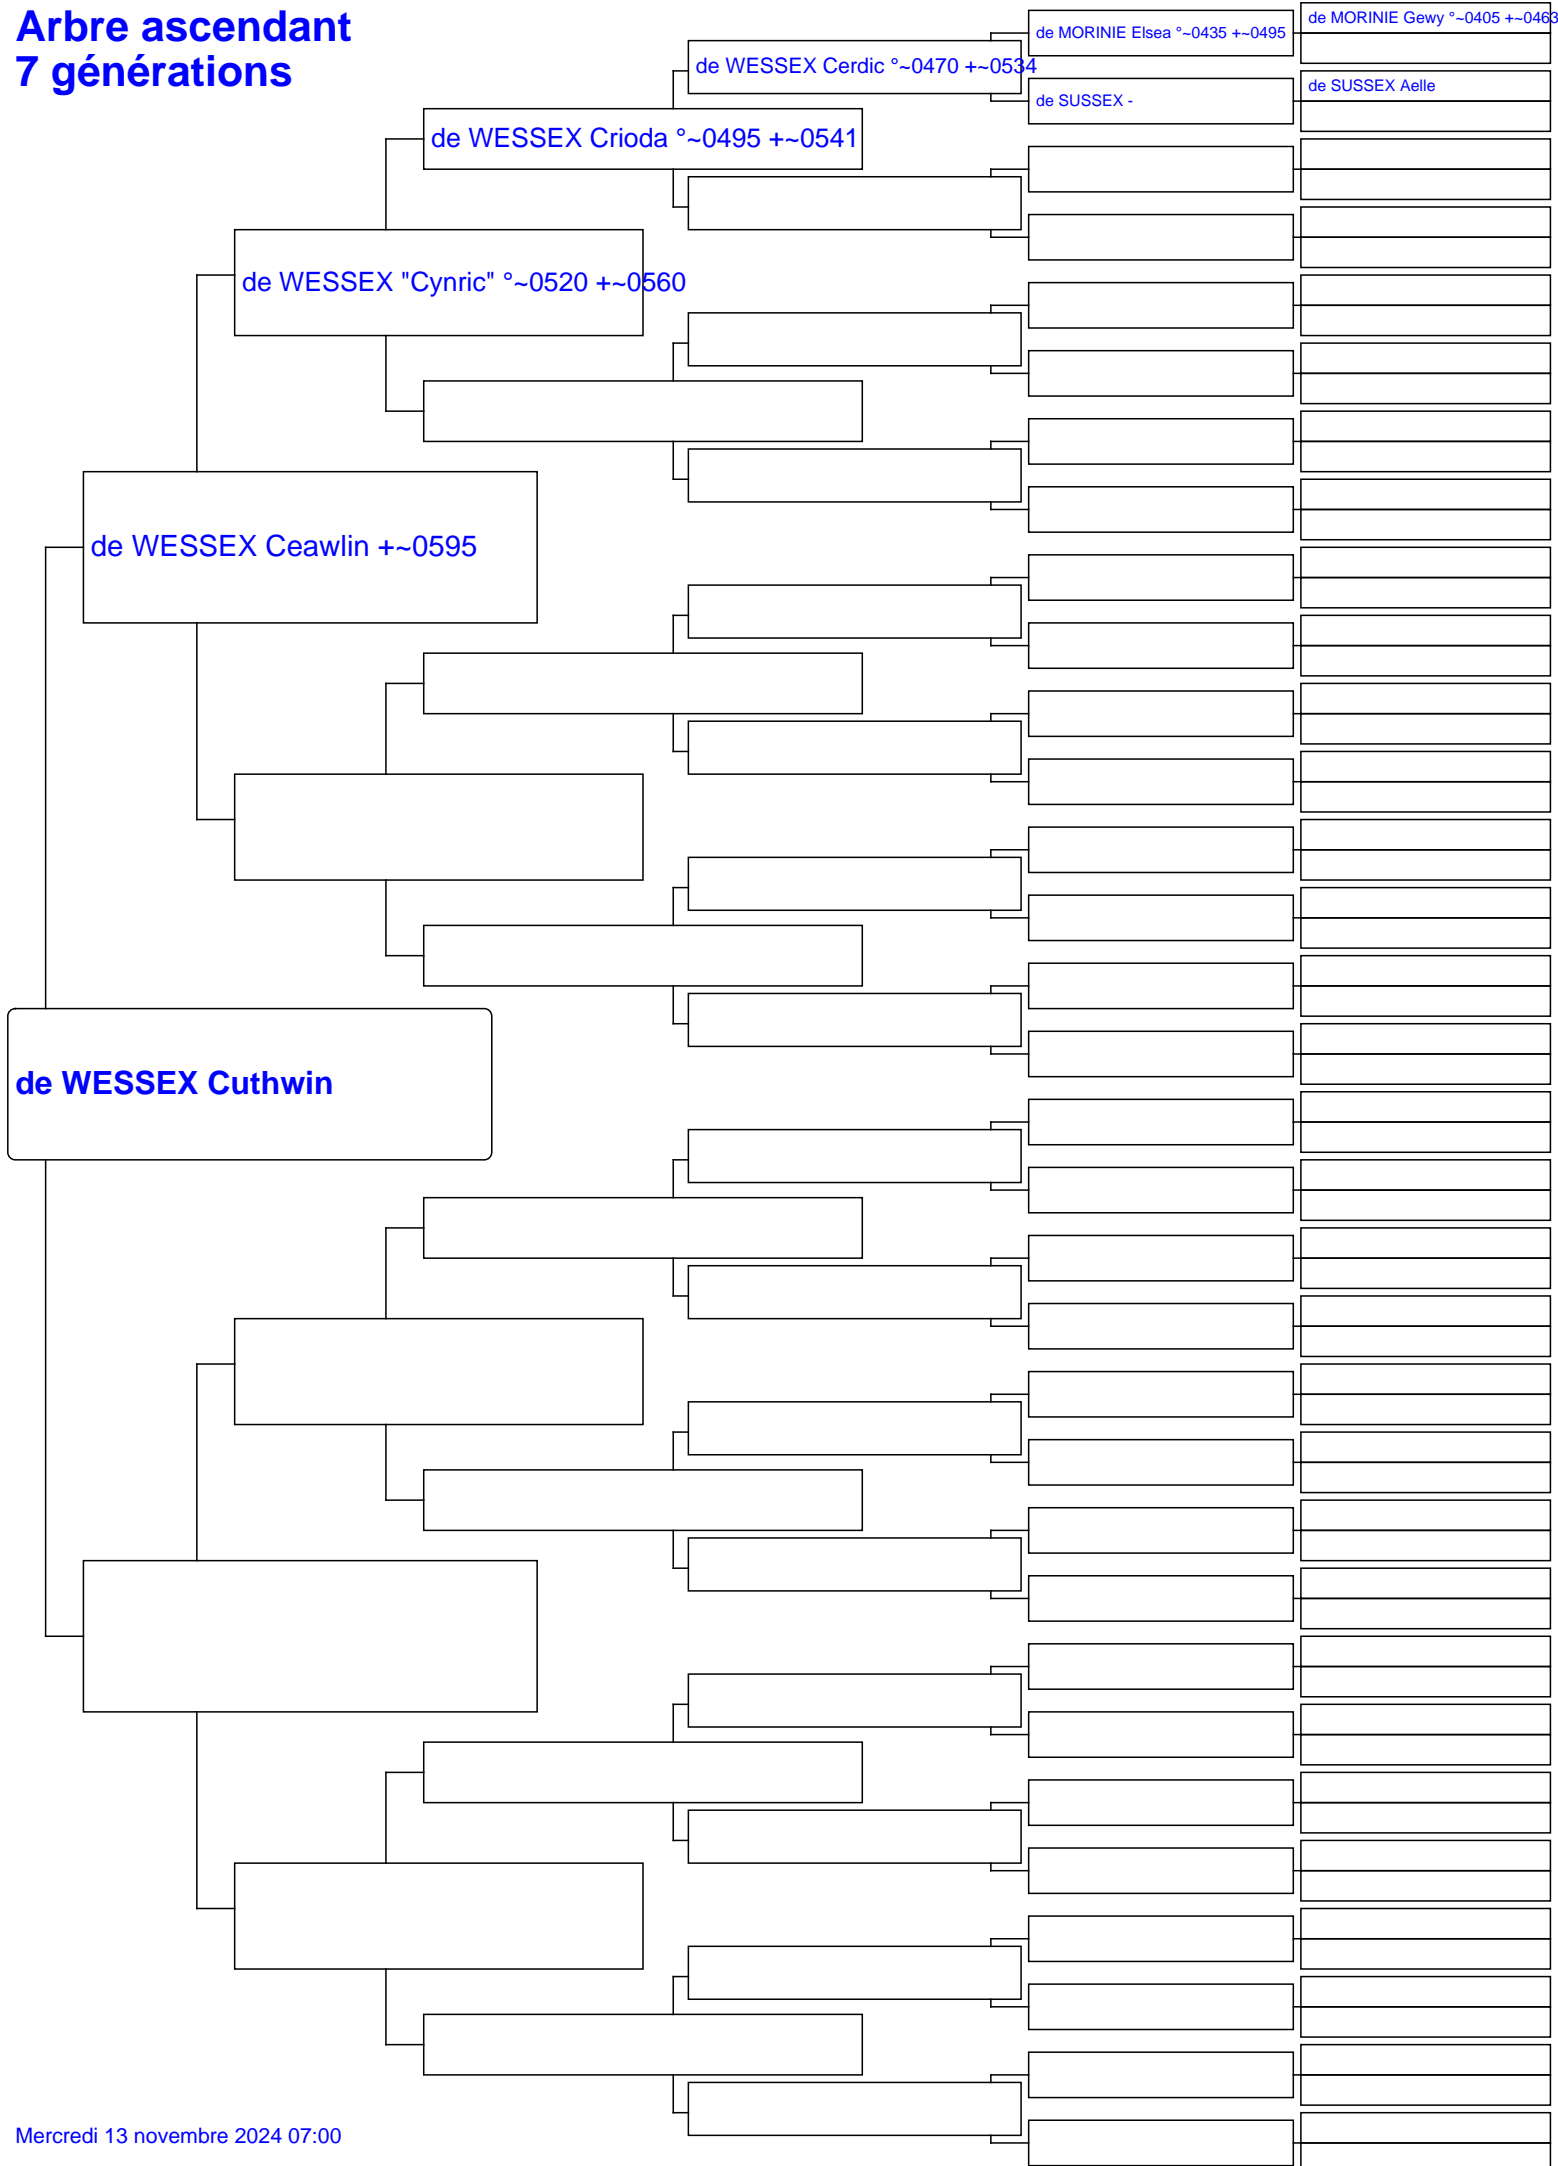 Arbre ascendant
7 générations
de MORINIE Gewy °~0405 +~0463
de MORINIE Elsea °~0435 +~0495
de WESSEX Cerdic °~0470 +~0534
de SUSSEX Aelle
de SUSSEX -
de WESSEX Crioda °~0495 +~0541
de WESSEX "Cynric" °~0520 +~0560
de WESSEX Ceawlin +~0595
de WESSEX Cuthwin
Mercredi 13 novembre 2024 07:00